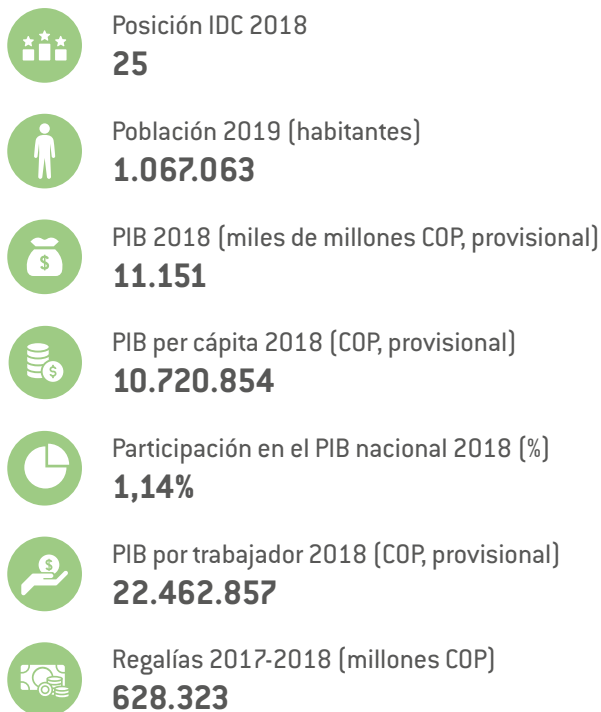 Posición IDC 2018
25
Población 2019 (habitantes)
1.067.063
PIB 2018 (miles de millones COP, provisional)
$
11.151
PIB per cápita 2018 (COP, provisional)
$
10.720.854
Participación en el PIB nacional 2018 (%)
1,14%
PIB por trabajador 2018 (COP, provisional)
$
22.462.857
Regalías 2017-2018 (millones COP)
628.323